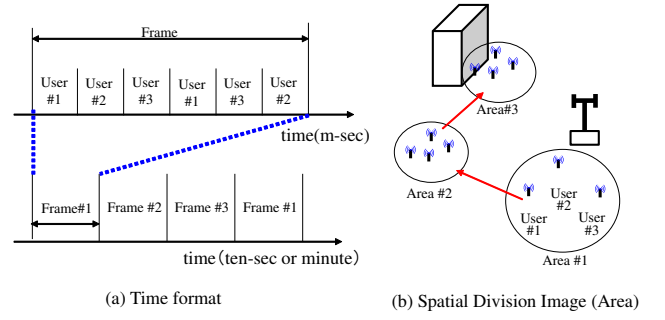 Frame
User #1
User #2
User #3
User #1
User #3
User #2
time(m-sec)
Frame#1
Frame #2
Frame #3
Frame #1
time(ten-sec or minute)
(a) Time format
Area#3
Area #2
User #1
User #2
User #3
Area #1
(b) Spatial Division Image (Area)